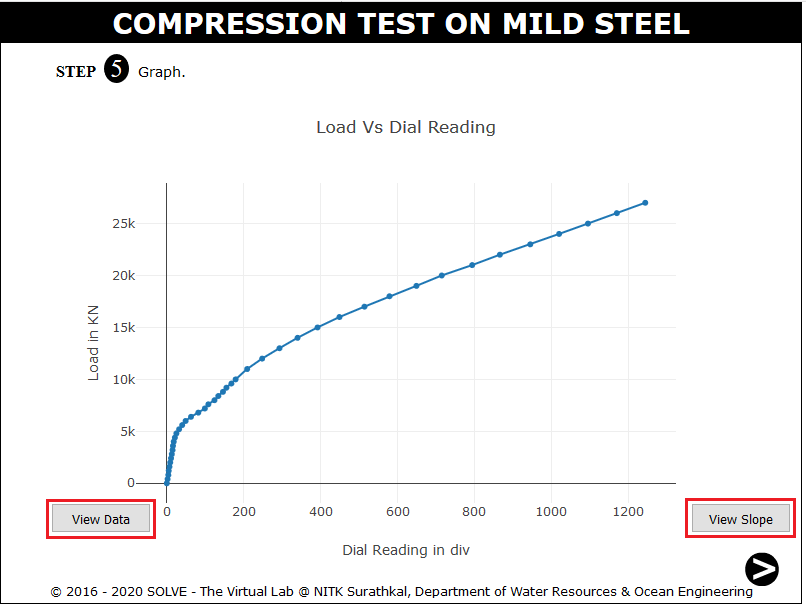 COMPRESSION TEST ON MILD STEEL
STEP 5 Graph.
Load Vs Dial Reading
25k
20k
15k
10k
5k
0
Load in KN
0 200 400 600 800 1000 1200
View Data
View Slope
Dial Reading in div
© 2016 - 2020 SOLVE - The Virtual Lab @ NITK Surathkal, Department of Water Resources & Ocean Engineering